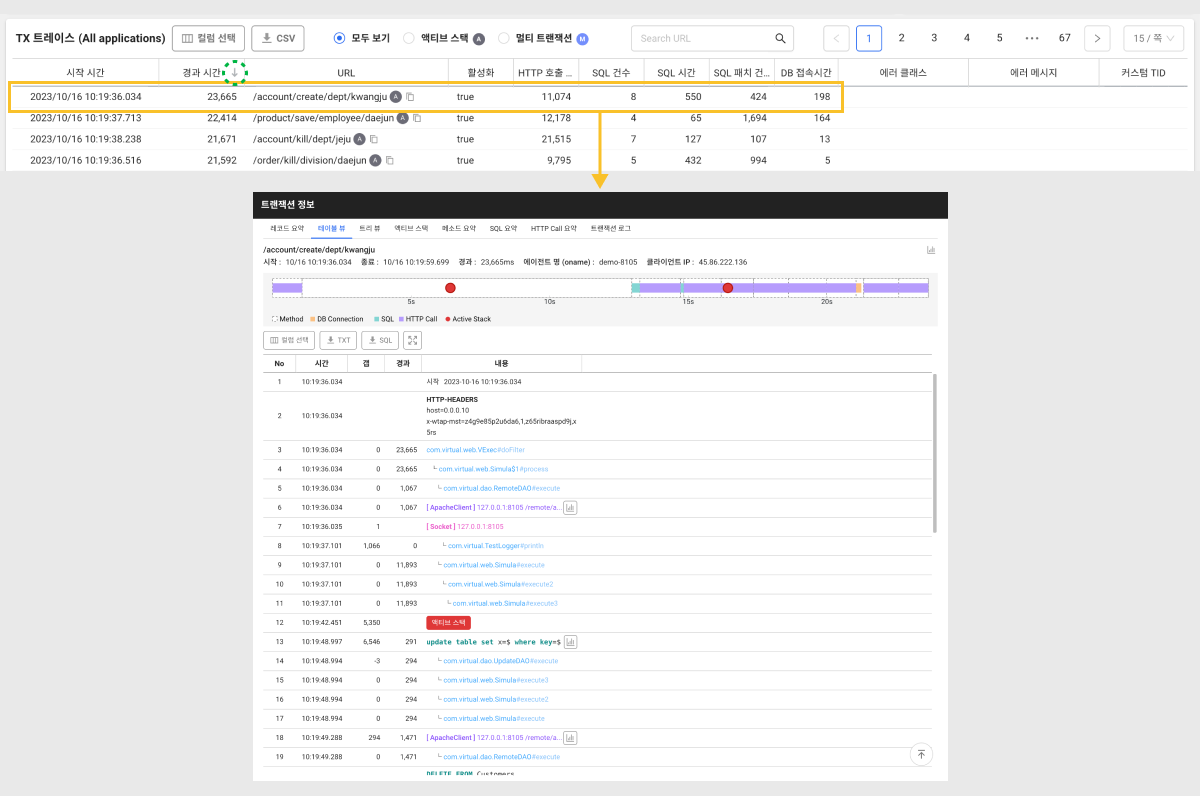 TX 트레이스 (All applications) 컬럼 선택 CSV 모두 보기 액티브 스택 A 멀티 트랜잭션 M Search URL 1 2 3 4 5 ••• 67 15 / 쪽
시작 시간 경과 시간 ↓ URL 활성화 HTTP 호출 ... SQL 건수 SQL 시간 SQL 패치 건... DB 접속시간 에러 클래스 에러 메시지 커스텀 TID
2023/10/16 10:19:36.034 23,665 /account/create/dept/kwangju A true 11,074 8 550 424 198
2023/10/16 10:19:37.713 22,414 /product/save/employee/daejun A true 12,178 4 65 1,694 164
2023/10/16 10:19:38.238 21,671 /account/kill/dept/jeju A true 21,515 7 127 107 13
2023/10/16 10:19:36.516 21,592 /order/kill/division/daejun A true 9,795 5 432 994 5
트랜잭션 정보
레코드 요약 테이블 뷰 트리 뷰 액티브 스택 메소드 요약 SQL 요약 HTTP Call 요약 트랜잭션 로그
/account/create/dept/kwangju
시작 : 10/16 10:19:36.034 종료 : 10/16 10:19:59.699 경과 : 23,665ms 에이전트 명 (oname) : demo-8105 클라이언트 IP : 45.86.222.136
5s 10s 15s 20s
Method DB Connection SQL HTTP Call Active Stack
컬럼 선택 TXT SQL
No 시간 갭 경과 내용
1 10:19:36.034 시작 2023-10-16 10:19:36.034
HTTP-HEADERS
host=0.0.0.10
2 10:19:36.034
x-wtap-mst=z4g9e85p2u6da6,1,z65ribraaspd9j,x
5rs
3 10:19:36.034 0 23,665 com.virtual.web.VExec#doFilter
4 10:19:36.034 0 23,665 └ com.virtual.web.Simula$1#process
5 10:19:36.034 0 1,067 └ com.virtual.dao.RemoteDAO#execute
6 10:19:36.034 0 1,067 [ ApacheClient ] 127.0.0.1:8105 /remote/a...
7 10:19:36.035 1 [ Socket ] 127.0.0.1:8105
8 10:19:37.101 1,066 0 └ com.virtual.TestLogger#println
9 10:19:37.101 0 11,893 └ com.virtual.web.Simula#execute
10 10:19:37.101 0 11,893 └ com.virtual.web.Simula#execute2
11 10:19:37.101 0 11,893 └ com.virtual.web.Simula#execute3
12 10:19:42.451 5,350 액티브 스택
13 10:19:48.997 6,546 291 update table set x=$ where key=$
14 10:19:48.994 -3 294 └ com.virtual.dao.UpdateDAO#execute
15 10:19:48.994 0 294 └ com.virtual.web.Simula#execute3
16 10:19:48.994 0 294 └ com.virtual.web.Simula#execute2
17 10:19:48.994 0 294 └ com.virtual.web.Simula#execute
18 10:19:49.288 294 1,471 [ ApacheClient ] 127.0.0.1:8105 /remote/a...
19 10:19:49.288 0 1,471 └ com.virtual.dao.RemoteDAO#execute
DELETE FROM Customers